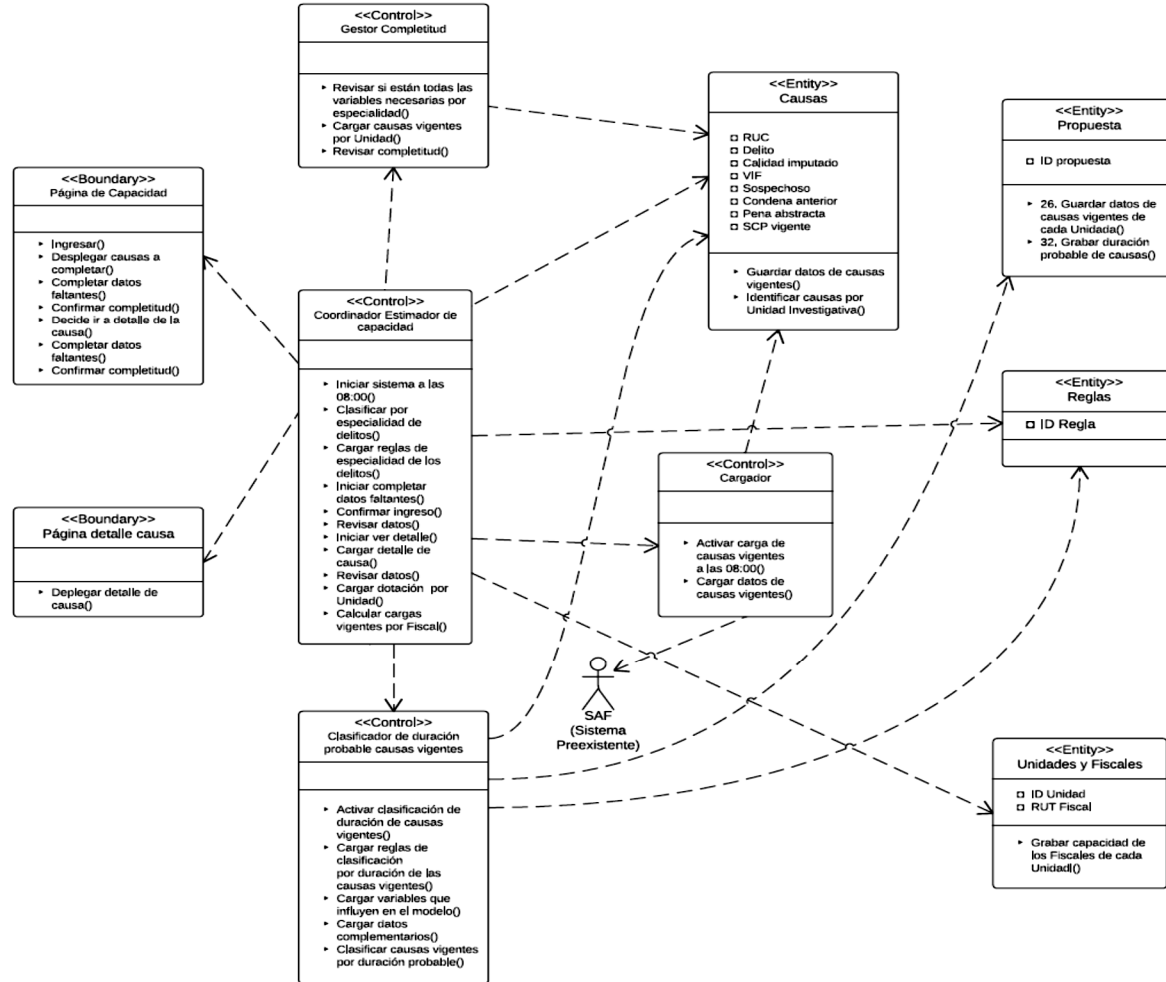 <<Control>>
Gestor Completitud
Revisar si están todas las
variables necesarias por
especialidad()
Cargar causas vigentes
por Unidad()
Revisar completitud()
<<Entity>>
Causas
RUC
Delito
Calidad imputado
VIF
Sospechoso
Condena anterior
Pena abstracta
SCP vigente
Guardar datos de causas
vigentes()
Identificar causas por
Unidad Investigativa()
<<Entity>>
Propuesta
ID propuesta
26, Guardar datos de
causas vigentes de
cada Unidada()
32, Grabar duración
probable de causas()
<<Boundary>>
Página de Capacidad
Ingresar()
Desplegar causas a
completar()
Completar datos
faltantes()
Confirmar completitud()
Decide ir a detalle de la
causa()
Completar datos
faltantes()
Confirmar completitud()
<<Control>>
Coordinador Estimador de
capacidad
Iniciar sistema a las
08:00()
Clasificar por
especialidad de
delitos()
Cargar reglas de
especialidad de los
delitos()
Iniciar completar
datos faltantes()
Confirmar ingreso()
Revisar datos()
Iniciar ver detalle()
Cargar detalle de
causa()
Revisar datos()
Cargar dotación por
Unidad()
Calcular cargas
vigentes por Fiscal()
<<Entity>>
Reglas
ID Regla
<<Control>>
Cargador
Activar carga de
causas vigentes
a las 08:00()
Cargar datos de
causas vigentes()
<<Boundary>>
Página detalle causa
Deplegar detalle de
causa()
SAF
(Sistema
Preexistente)
<<Control>>
Clasificador de duración
probable causas vigentes
Activar clasificación de
duración de causas
vigentes()
Cargar reglas de
clasificación
por duración de las
causas vigentes()
Cargar variables que
influyen en el modelo()
Cargar datos
complementarios()
Clasificar causas vigentes
por duración probable()
<<Entity>>
Unidades y Fiscales
ID Unidad
RUT Fiscal
Grabar capacidad de
los Fiscales de cada
Unidad()